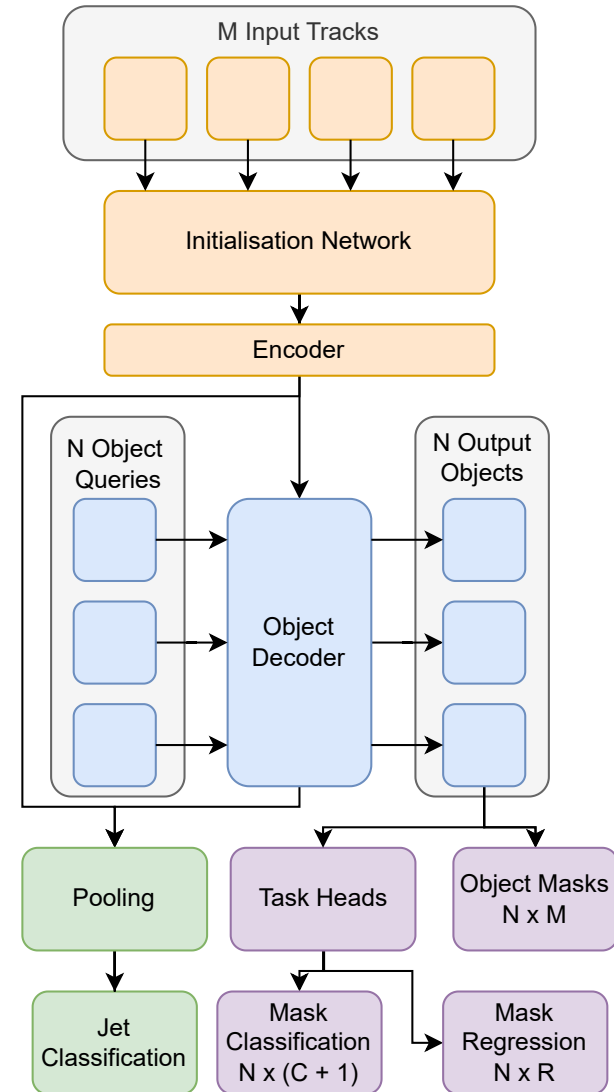 M Input Tracks
Initialisation Network
Encoder
N Object
Queries
N Output
Objects
Object
Decoder
Pooling
Task Heads
Object Masks
N x M
Jet
Classification
Mask
Classification
N x (C + 1)
Mask
Regression
N x R